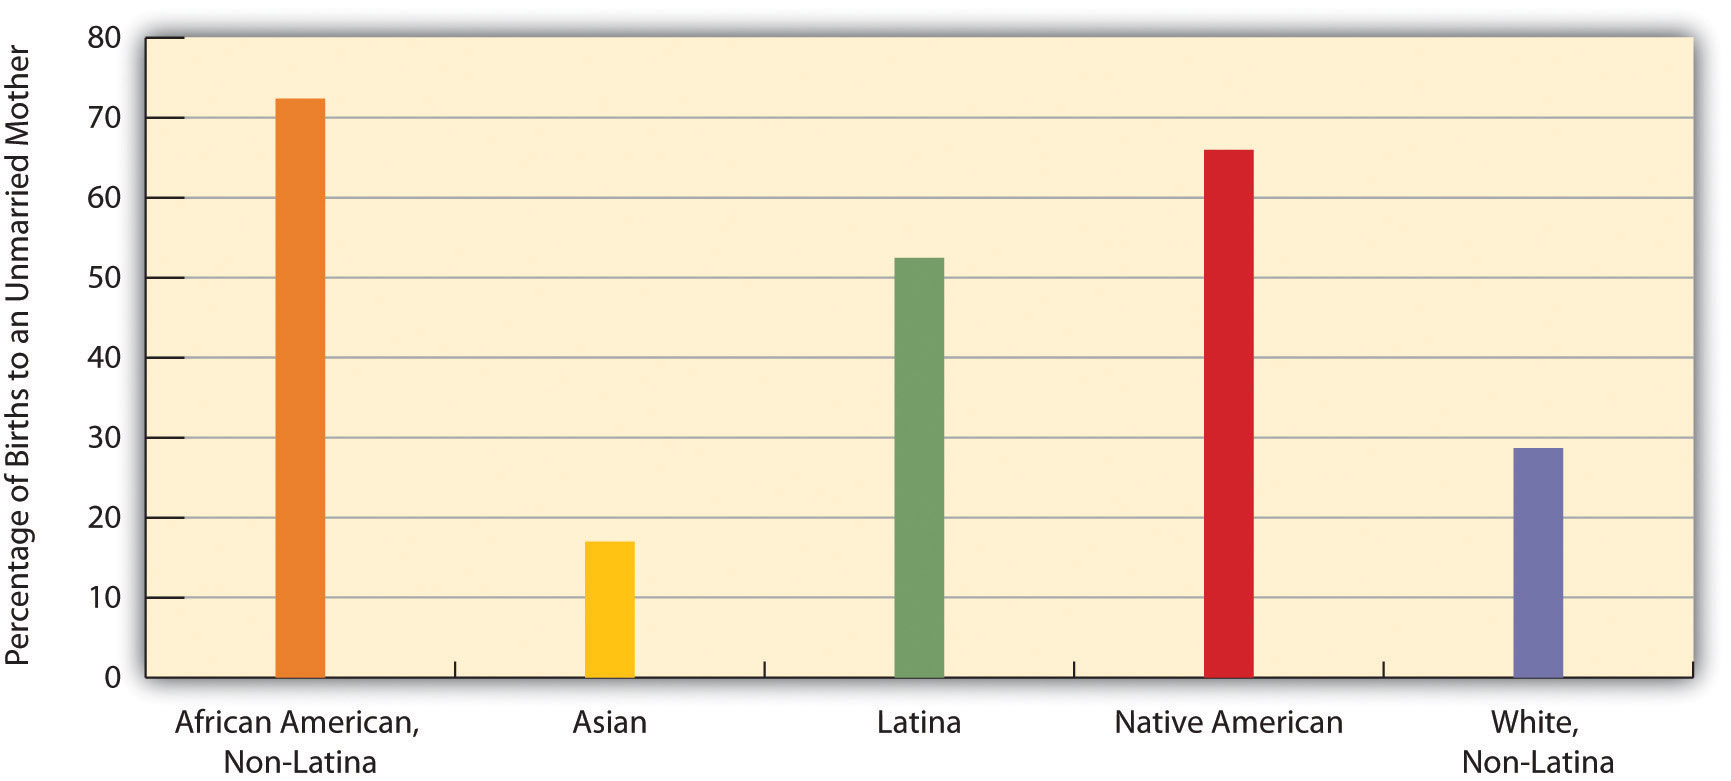 Percentage of Births to an Unmarried Mother
80
70
60
50
40
30
20
10
0
African American,
Non-Latina
Asian
Latina
Native American
White,
Non-Latina